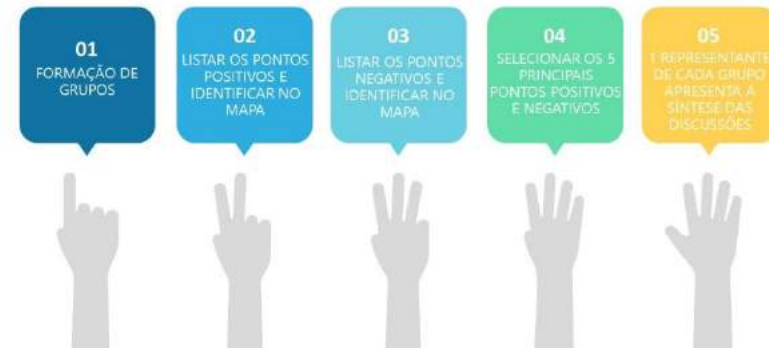 01
FORMAÇÃO DE
GRUPOS
02
LISTAR OS PONTOS
POSITIVOS E
IDENTIFICAR NO
MAPA
03
LISTAR OS PONTOS
NEGATIVOS E
IDENTIFICAR NO
MAPA
04
SELECIONAR OS 5
PRINCIPAIS
PONTOS POSITIVOS
E NEGATIVOS
05
1 REPRESENTANTE
DE CADA GRUPO
APRESENTA A
SÍNTESE DAS
DISCUSSÕES